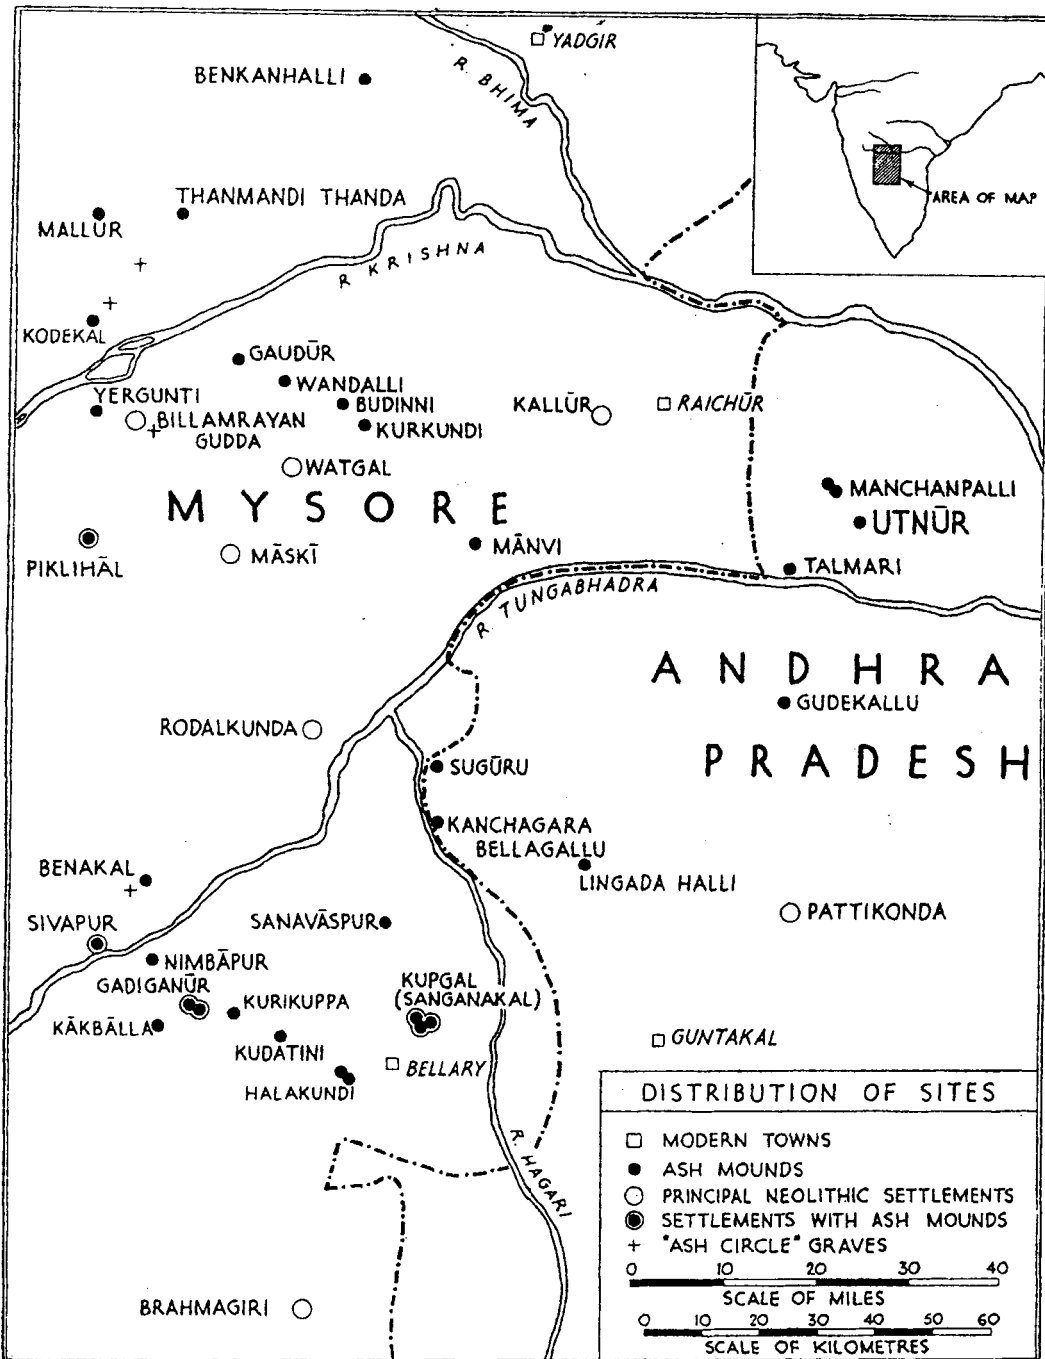 YADGIR
BENKANHALLI
R. BHIMA
AREA OF MAP
THANMANDI THANDA
MALLŪR
R. KRISHNA
KODEKAL
GAUDŪR
WANDALLI
YERGUNTI
BUDINNI
KALLŪR
RAICHŪR
BILLAMRAYAN
GUDDA
KURKUNDI
WATGAL
MANCHANPALLI
MYSORE
UTNŪR
MĀNVI
PIKLIHĀL
MĀSKĪ
TALMARI
R. TUNGABHADRA
ANDHRA
GUDEKALLU
RODALKUNDA
PRADESH
SUGŪRU
KANCHAGARA
BELLAGALLU
BENAKAL
LINGADA HALLI
SIVAPUR
SANAVĀSPUR
PATTIKONDA
NIMBĀPUR
GADIGANŪR
KUPGAL
(SANGANAKAL)
KURIKUPPA
KĀKBĀLLA
KUDATINI
GUNTAKAL
BELLARY
HALAKUNDI
R. HAGARI
BRAHMAGIRI
DISTRIBUTION OF SITES
MODERN TOWNS
ASH MOUNDS
PRINCIPAL NEOLITHIC SETTLEMENTS
SETTLEMENTS WITH ASH MOUNDS
"ASH CIRCLE" GRAVES
0 10 20 30 40
SCALE OF MILES
0 10 20 30 40 50 60
SCALE OF KILOMETRES